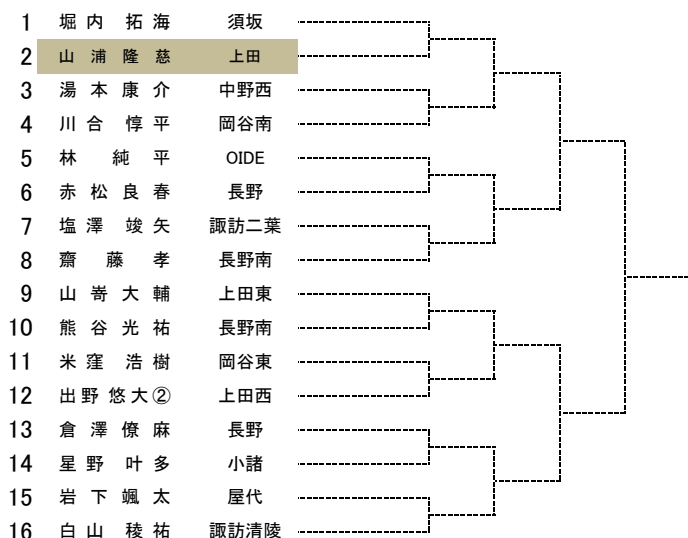 1 堀内 拓海 須坂
2 山浦隆慈 上田
3 湯本康介 中野西
4 川合 惇平 岡谷南
5 林 純平 OIDE
6 赤松良春 長野
7 塩澤 竣矢 諏訪二葉
8 齋藤 孝 長野南
9 山嵜大輔 上田東
10 熊谷光祐 長野南
11 米窪 浩樹 岡谷東
12 出野 悠大② 上田西
13 倉澤僚麻 長野
14 星野 叶多 小諸
15 岩下颯太 屋代
16 白山 稜祐 諏訪清陵